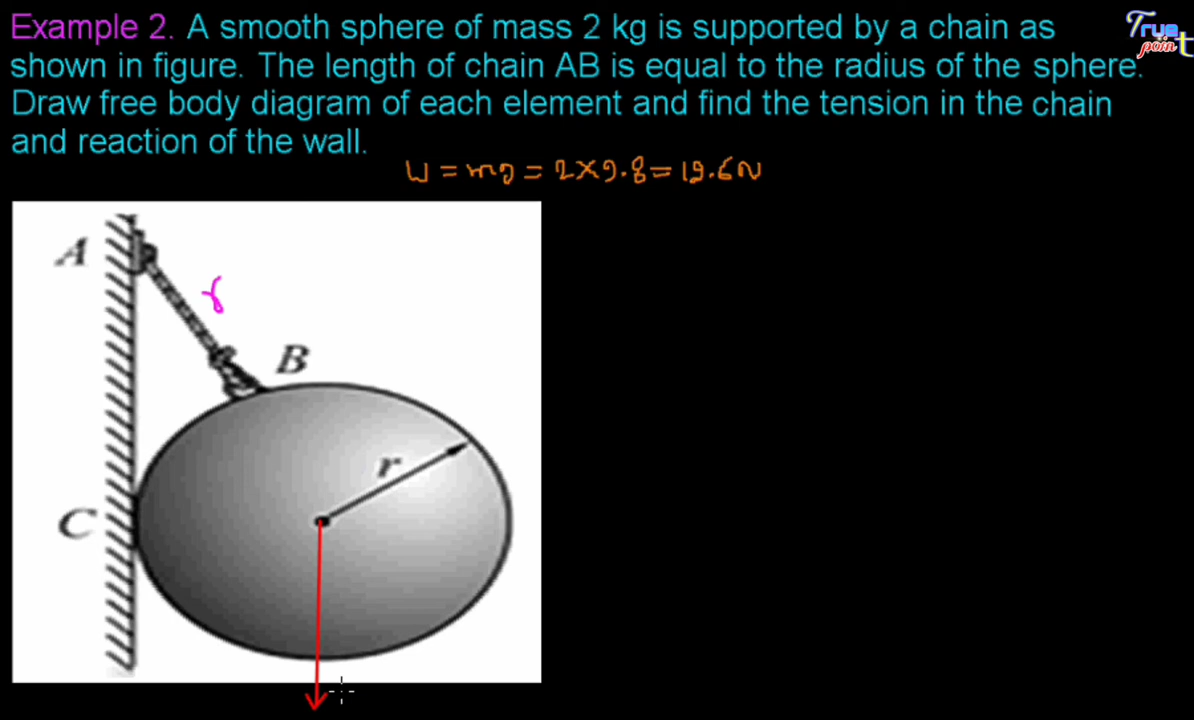 Example 2. A smooth sphere of mass 2 kg is supported by a chain as
shown in figure. The length of chain AB is equal to the radius of the sphere.
Draw free body diagram of each element and find the tension in the chain
and reaction of the wall.
W = mg = 2×9.8 = 19.6N
A
r
B
r
C
True
point